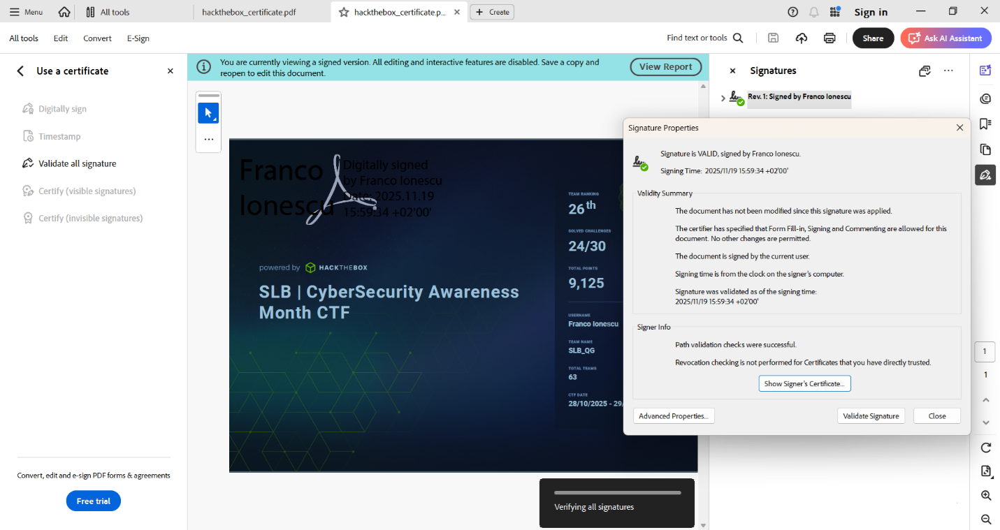 Menu
All tools
hackthebox_certificate.pdf
hackthebox_certificate.p...
Create
Sign in
All tools
Edit
Convert
E-Sign
Find text or tools
Share
Ask AI Assistant
Use a certificate
Digitally sign
Timestamp
Validate all signature
Certify (visible signatures)
Certify (invisible signatures)
Convert, edit and e-sign PDF forms & agreements
Free trial
You are currently viewing a signed version. All editing and interactive features are disabled. Save a copy and
reopen to edit this document.
View Report
Franco
Ionescu
Digitally signed
by Franco Ionescu
Date: 2025.11.19
15:59:34 +02'00'
powered by HACKTHEBOX
SLB | CyberSecurity Awareness
Month CTF
TEAM RANKING
26th
SOLVED CHALLENGES
24/30
TOTAL POINTS
9,125
USERNAME
Franco Ionescu
TEAM NAME
SLB_QG
TOTAL TEAMS
63
CTF DATE
28/10/2025 - 29/
Verifying all signatures
Signatures
Rev. 1: Signed by Franco Ionescu
Signature Properties
Signature is VALID, signed by Franco Ionescu.
Signing Time: 2025/11/19 15:59:34 +02'00'
Validity Summary
The document has not been modified since this signature was applied.
The certifier has specified that Form Fill-in, Signing and Commenting are allowed for this
document. No other changes are permitted.
The document is signed by the current user.
Signing time is from the clock on the signer's computer.
Signature was validated as of the signing time:
2025/11/19 15:59:34 +02'00'
Signer Info
Path validation checks were successful.
Revocation checking is not performed for Certificates that you have directly trusted.
Show Signer's Certificate...
Advanced Properties...
Validate Signature
Close
1
1